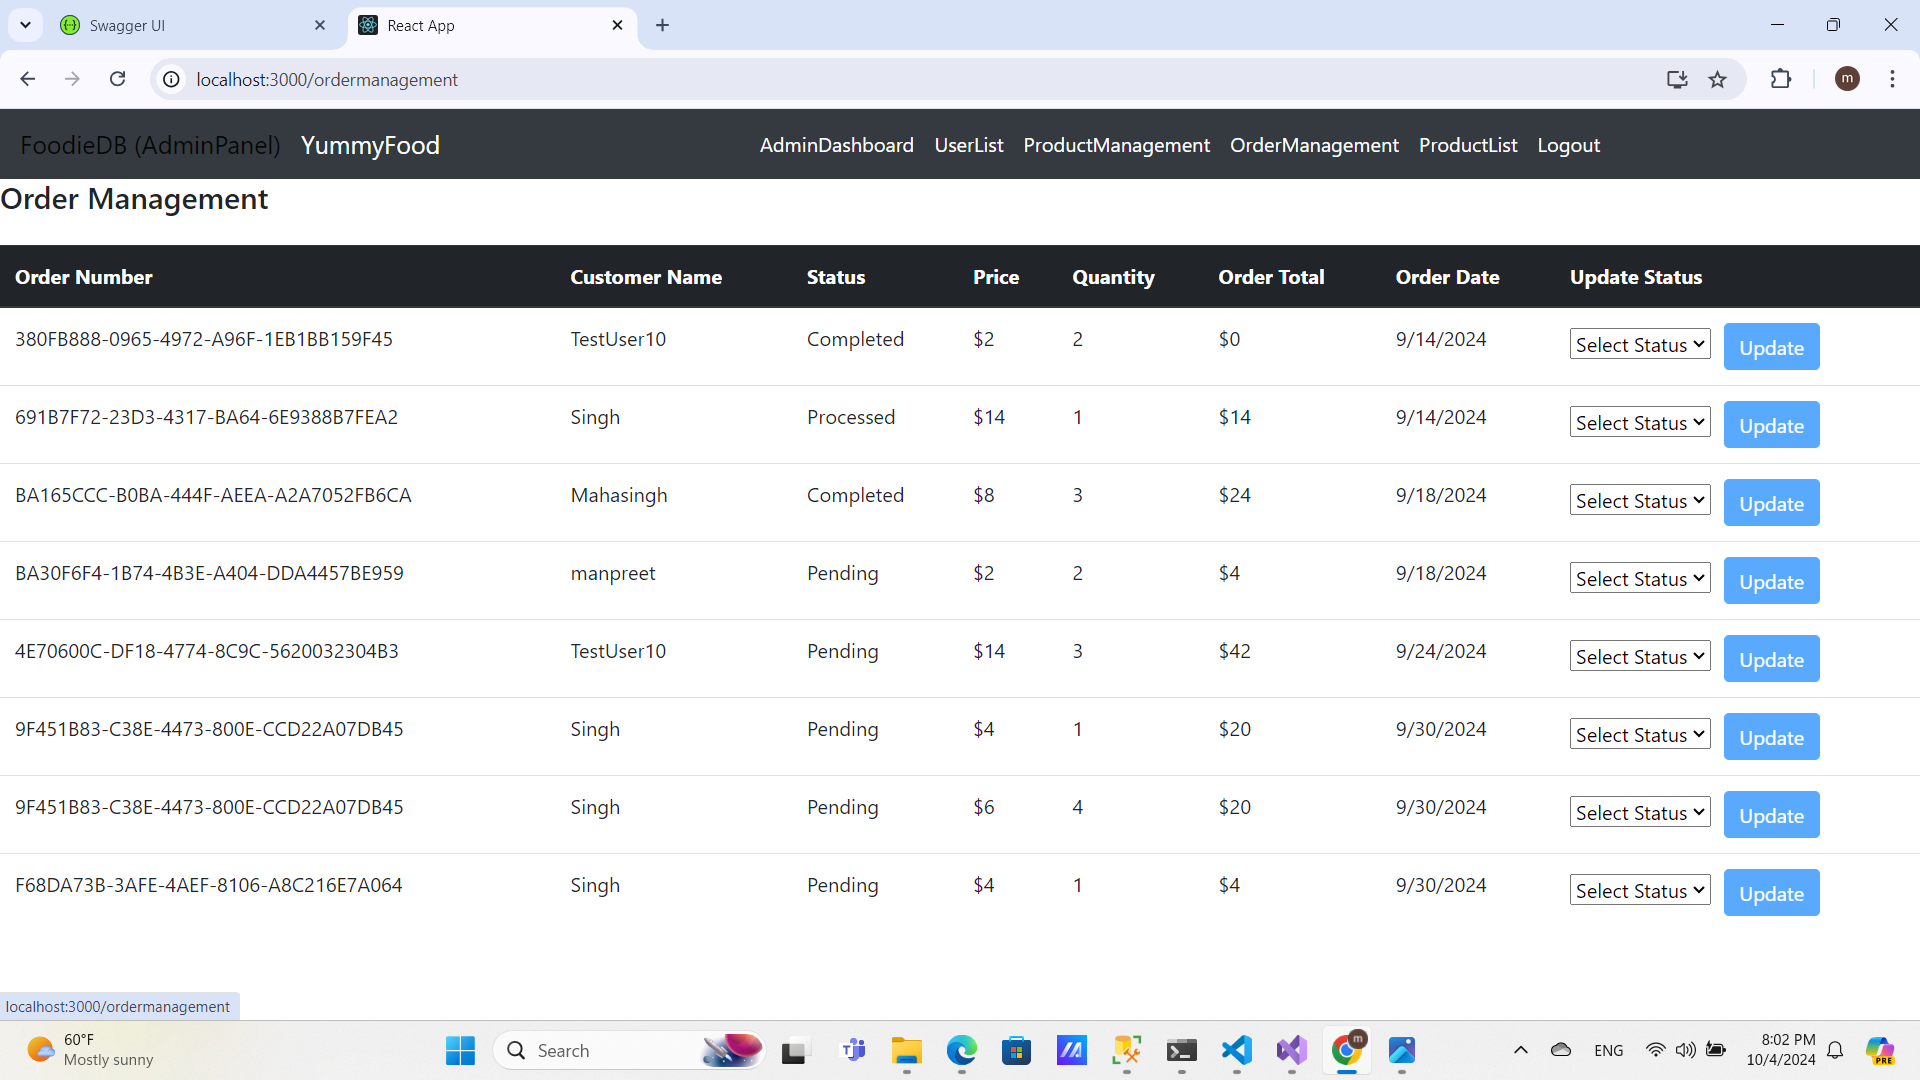 Swagger UI
React App
localhost:3000/ordermanagement
m
FoodieDB (AdminPanel) YummyFood AdminDashboard UserList ProductManagement OrderManagement ProductList Logout
Order Management
Order Number Customer Name Status Price Quantity Order Total Order Date Update Status
380FB888-0965-4972-A96F-1EB1BB159F45 TestUser10 Completed $2 2 $0 9/14/2024 Select Status Update
691B7F72-23D3-4317-BA64-6E9388B7FEA2 Singh Processed $14 1 $14 9/14/2024 Select Status Update
BA165CCC-B0BA-444F-AEEA-A2A7052FB6CA Mahasingh Completed $8 3 $24 9/18/2024 Select Status Update
BA30F6F4-1B74-4B3E-A404-DDA4457BE959 manpreet Pending $2 2 $4 9/18/2024 Select Status Update
4E70600C-DF18-4774-8C9C-5620032304B3 TestUser10 Pending $14 3 $42 9/24/2024 Select Status Update
9F451B83-C38E-4473-800E-CCD22A07DB45 Singh Pending $4 1 $20 9/30/2024 Select Status Update
9F451B83-C38E-4473-800E-CCD22A07DB45 Singh Pending $6 4 $20 9/30/2024 Select Status Update
F68DA73B-3AFE-4AEF-8106-A8C216E7A064 Singh Pending $4 1 $4 9/30/2024 Select Status Update
localhost:3000/ordermanagement
60°F
Mostly sunny
Search
m
ENG
8:02 PM
10/4/2024
PRE